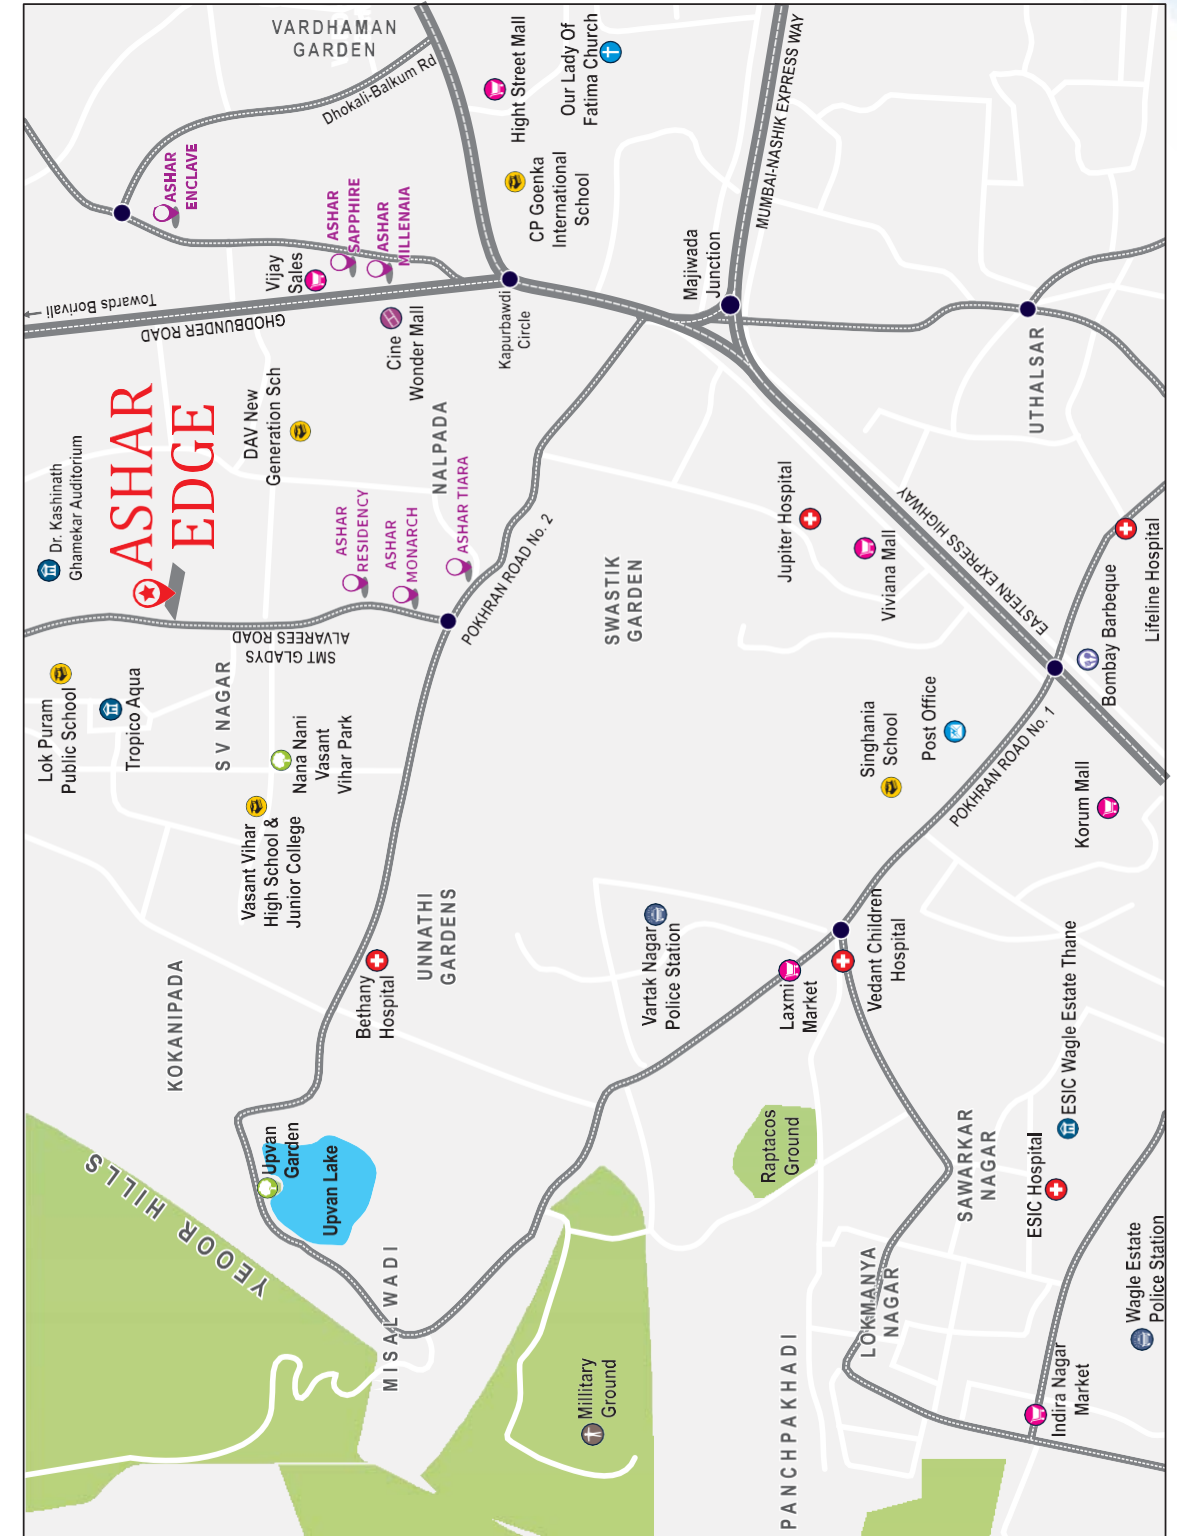 VARDHAMAN
GARDEN
Dhokali-Balkum Rd
Hight Street Mall
Our Lady Of
Fatima Church
MUMBAI-NASHIK EXPRESS WAY
ASHAR
ENCLAVE
ASHAR
SAPPHIRE
ASHAR
MILLENAIA
CP Goenka
International
School
Vijay
Sales
Majiwada
Junction
Towards Borivali
GHODBUNDER ROAD
Cine
Wonder Mall
Kapurbawdi
Circle
UTHALSAR
ASHAR
EDGE
DAV New
Generation Sch
NALPADA
Dr. Kashinath
Ghamekar Auditorium
ASHAR
RESIDENCY
ASHAR
MONARCH
ASHAR TIARA
POKHRAN ROAD No. 2
Jupiter Hospital
Viviana Mall
EASTERN EXPRESS HIGHWAY
Lifeline Hospital
Bombay Barbeque
SWASTIK
GARDEN
SMT GLADYS
ALVAREES ROAD
Lok Puram
Public School
Tropico Aqua
S V NAGAR
Nana Nani
Vasant
Vihar Park
Singhania
School
Post Office
POKHRAN ROAD No. 1
Korum Mall
Vasant Vihar
High School &
Junior College
UNNATHI
GARDENS
Vartak Nagar
Police Station
Vedant Children
Hospital
Laxmi
Market
Bethany
Hospital
KOKANIPADA
ESIC Wagle Estate Thane
Upvan
Garden
Upvan Lake
Raptacos
Ground
SAWARKAR
NAGAR
ESIC Hospital
YEOOR HILLS
MISAL WADI
LOKMANYA
NAGAR
Wagle Estate
Police Station
Millitary
Ground
PANCHPAKHADI
Indira Nagar
Market